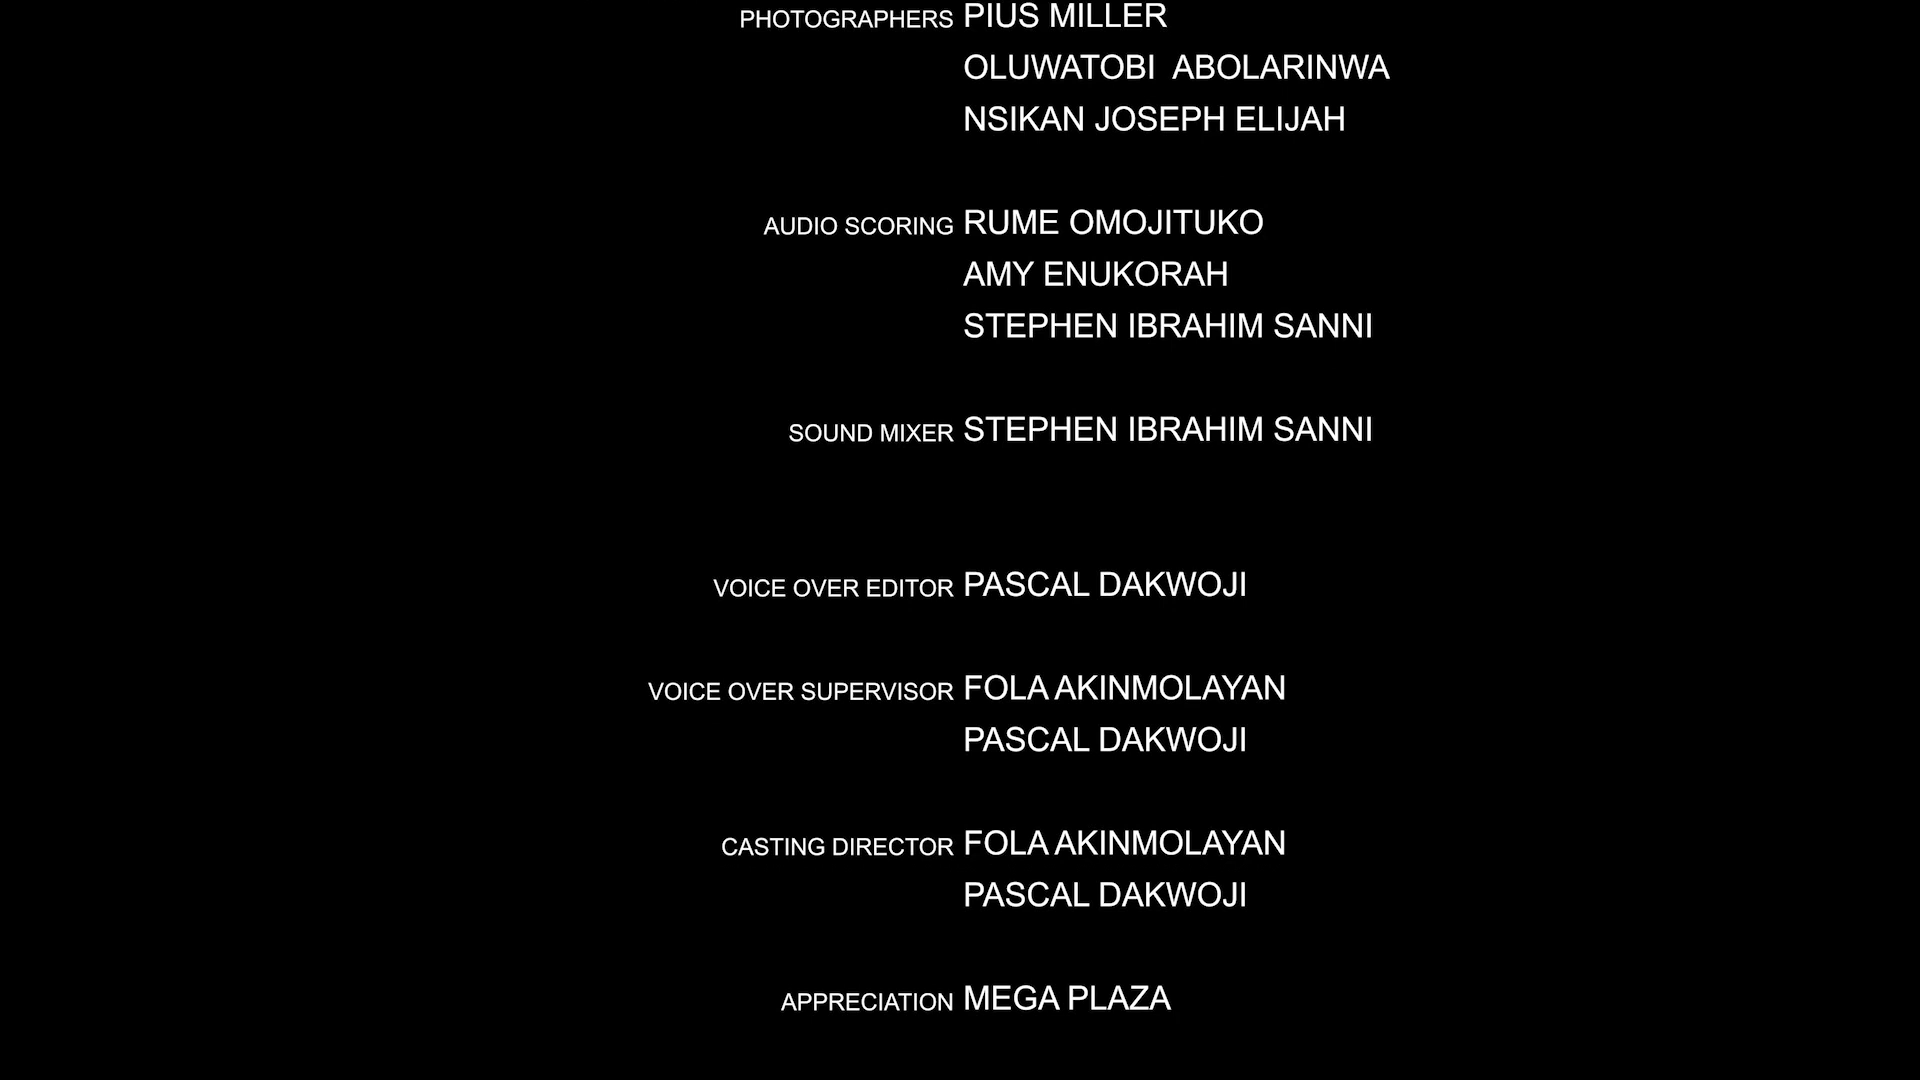 PHOTOGRAPHERS PIUS MILLER
OLUWATOBI  ABOLARINWA
NSIKAN JOSEPH ELIJAH
AUDIO SCORING RUME OMOJITUKO
AMY ENUKORAH
STEPHEN IBRAHIM SANNI
SOUND MIXER STEPHEN IBRAHIM SANNI
VOICE OVER EDITOR PASCAL DAKWOJI
VOICE OVER SUPERVISOR FOLA AKINMOLAYAN
PASCAL DAKWOJI
CASTING DIRECTOR FOLA AKINMOLAYAN
PASCAL DAKWOJI
APPRECIATION MEGA PLAZA